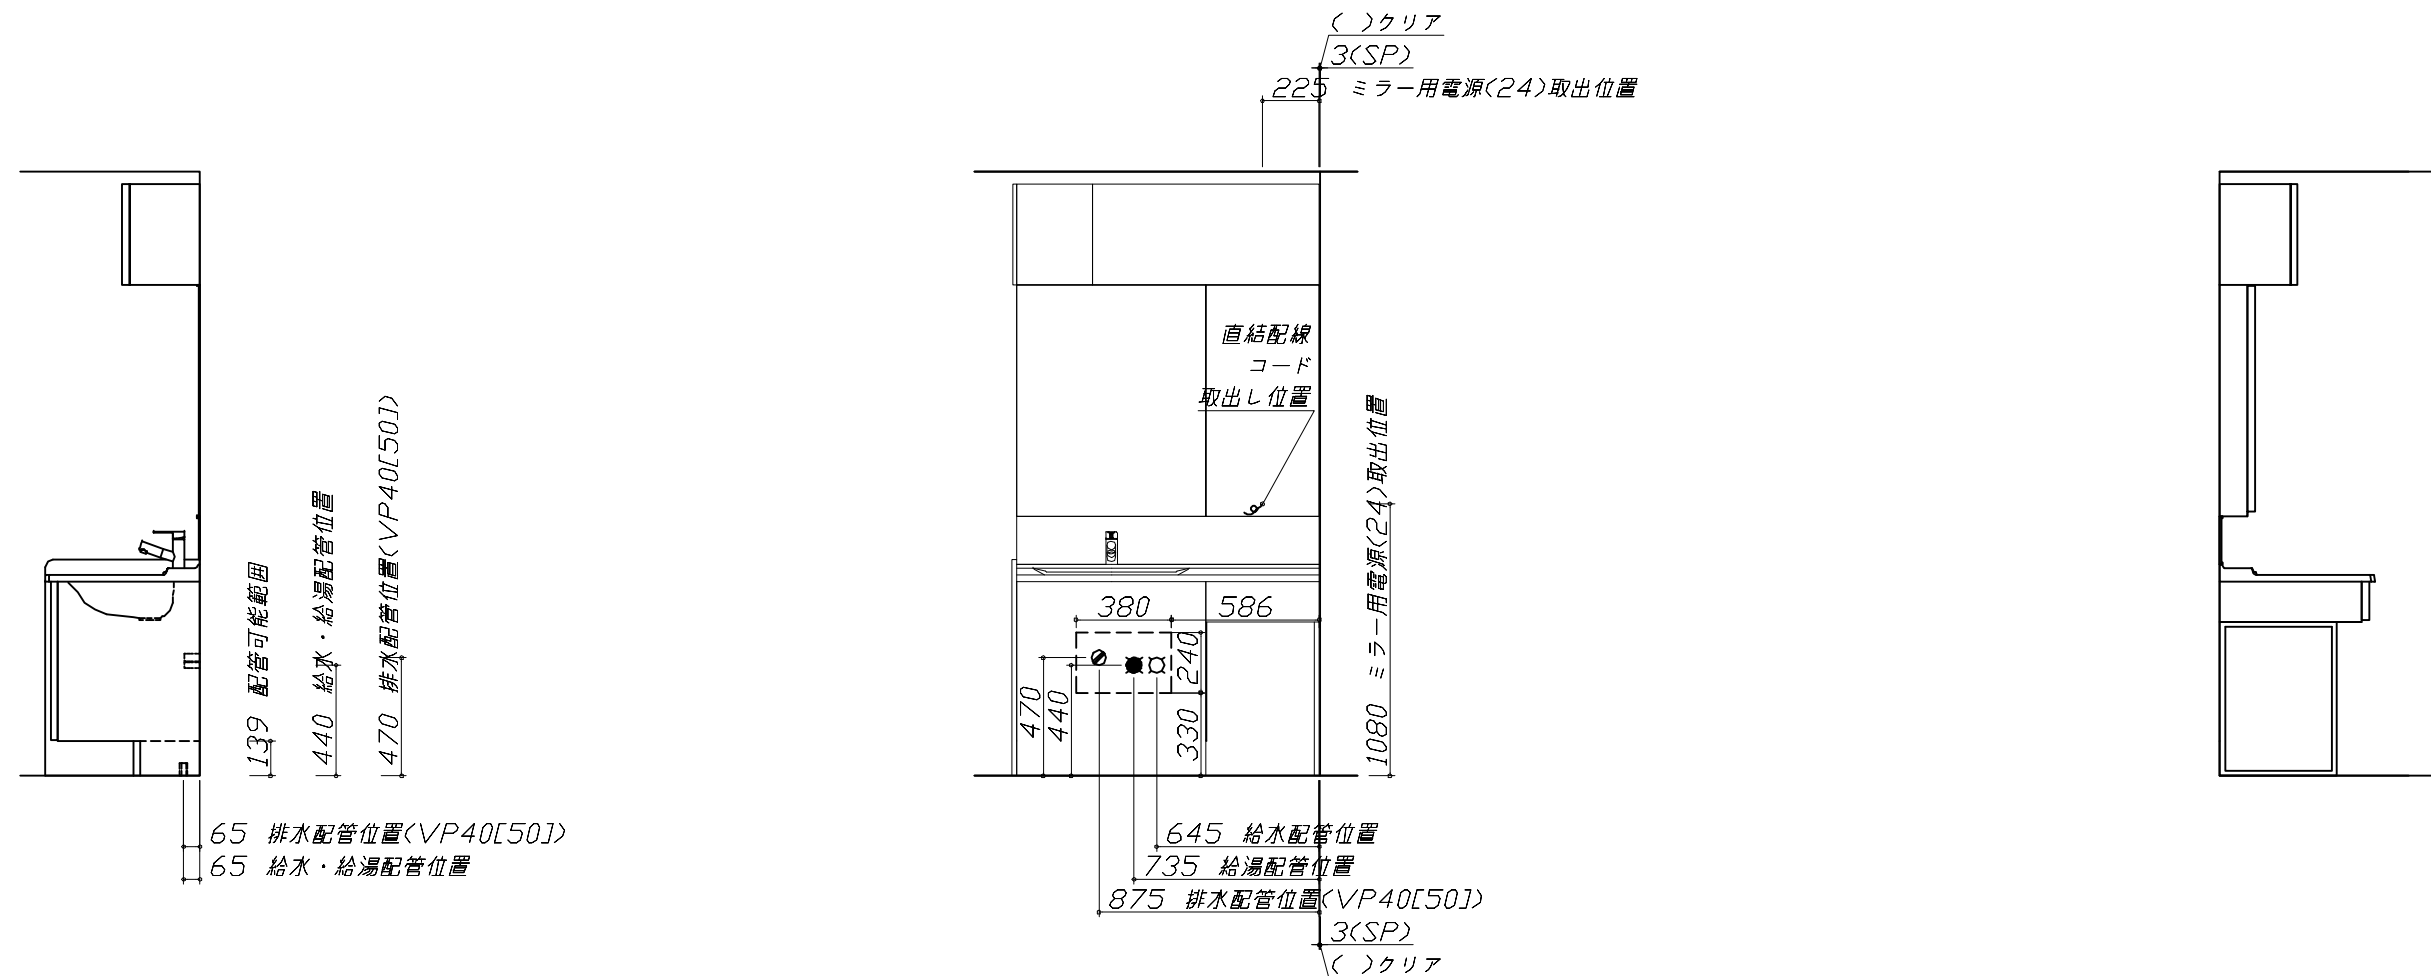 ( )クリア
3(SP)
225 ミラー用電源(24)取出位置
直結配線
コード
取出し位置
139 配管可能範囲
440 給水・給湯配管位置
470 排水配管位置(VP40[50])
1080 ミラー用電源(24)取出位置
380
586
240
330
470
440
65 排水配管位置(VP40[50])
65 給水・給湯配管位置
645 給水配管位置
735 給湯配管位置
875 排水配管位置(VP40[50])
3(SP)
( )クリア